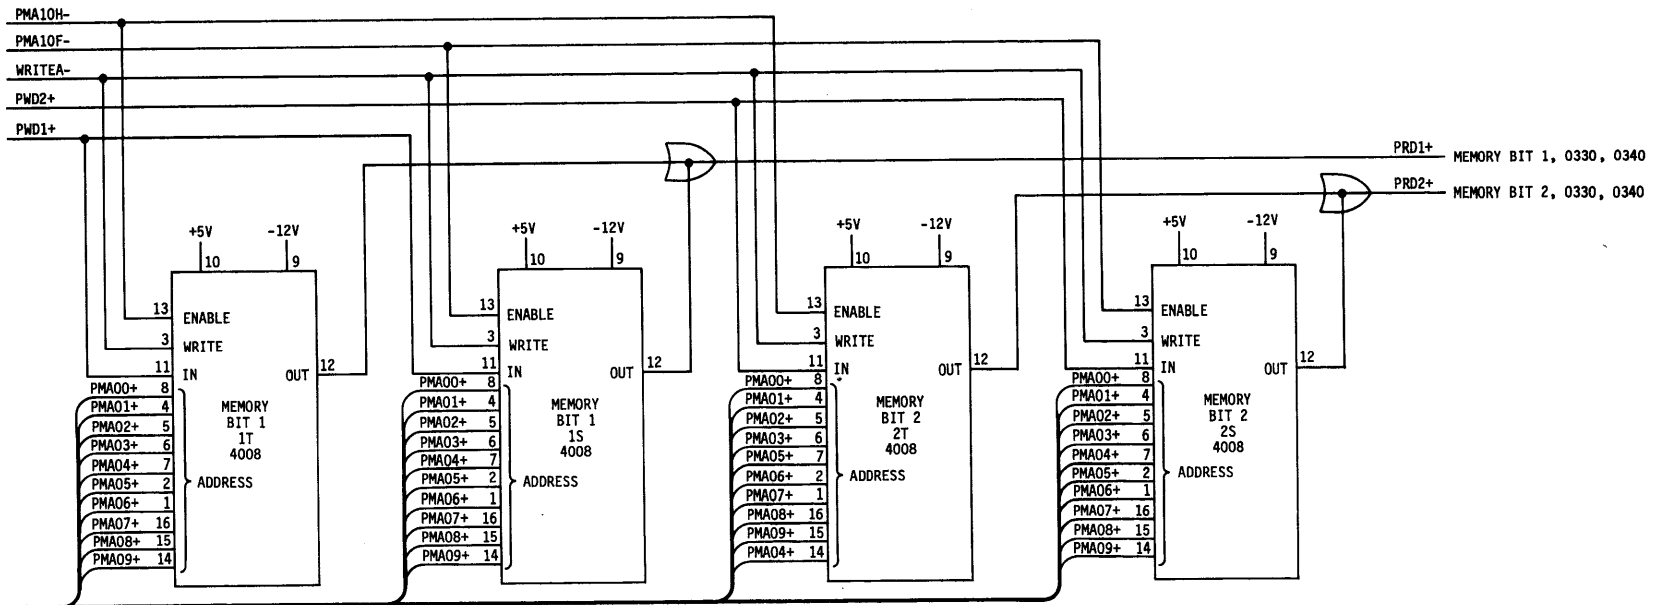 PMA10H-
PMA10F-
WRITEA-
PWD2+
PWD1+
PRD1+ MEMORY BIT 1, 0330, 0340
PRD2+ MEMORY BIT 2, 0330, 0340
+5V -12V
10 9
13 ENABLE
3 WRITE
11 IN
OUT 12
PMA00+ 8
PMA01+ 4
PMA02+ 5
PMA03+ 6
PMA04+ 7
PMA05+ 2
PMA06+ 1
PMA07+ 16
PMA08+ 15
PMA09+ 14
MEMORY
BIT 1
1T
4008
ADDRESS
+5V -12V
10 9
13 ENABLE
3 WRITE
11 IN
OUT 12
PMA00+ 8
PMA01+ 4
PMA02+ 5
PMA03+ 6
PMA04+ 7
PMA05+ 2
PMA06+ 1
PMA07+ 16
PMA08+ 15
PMA09+ 14
MEMORY
BIT 1
1S
4008
ADDRESS
+5V -12V
10 9
13 ENABLE
3 WRITE
11 IN
OUT 12
PMA00+ 8
PMA01+ 4
PMA02+ 5
PMA03+ 6
PMA05+ 7
PMA06+ 2
PMA07+ 1
PMA08+ 16
PMA09+ 15
PMA04+ 14
MEMORY
BIT 2
2T
4008
ADDRESS
+5V -12V
10 9
13 ENABLE
3 WRITE
11 IN
OUT 12
PMA00+ 8
PMA01+ 4
PMA02+ 5
PMA03+ 6
PMA04+ 7
PMA05+ 2
PMA06+ 1
PMA07+ 16
PMA08+ 15
PMA09+ 14
MEMORY
BIT 2
2S
4008
ADDRESS